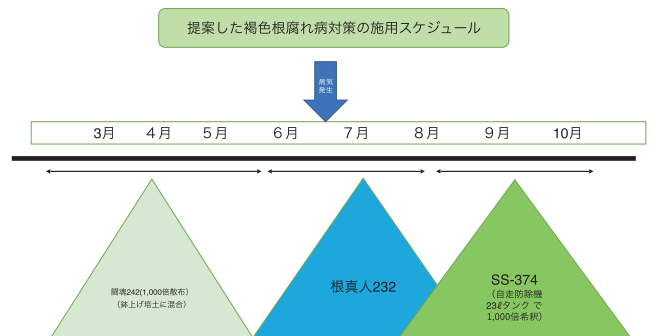 提案した褐色根腐れ病対策の施用スケジュール
病気
発生
3月 4月 5月 6月 7月 8月 9月 10月
闘魂242(1,000倍散布)
(鉢上げ培土に混合)
根真人232
SS-374
(自走防除機
23ℓタンク で
1,000倍希釈)